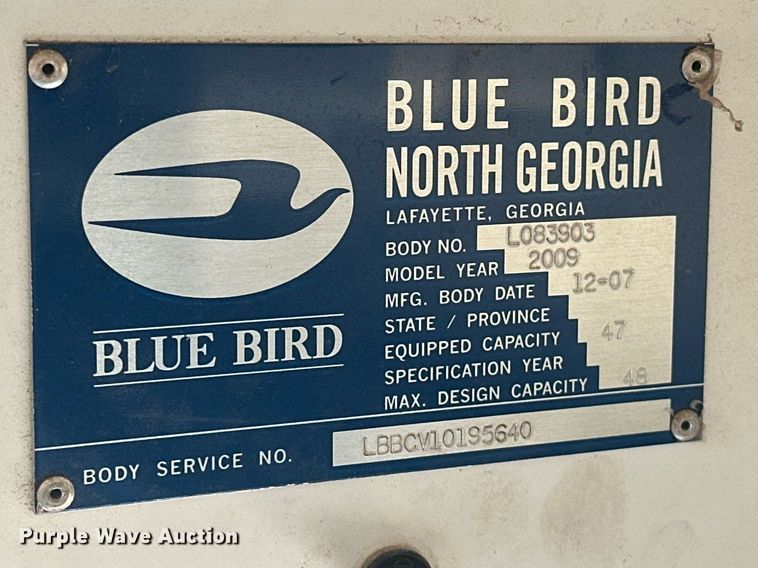 BLUE BIRD
NORTH GEORGIA
LAFAYETTE, GEORGIA
BODY NO. L083903
MODEL YEAR 2009
MFG. BODY DATE 12-07
STATE / PROVINCE
EQUIPPED CAPACITY 47
SPECIFICATION YEAR
MAX. DESIGN CAPACITY 48
BLUE BIRD
BODY SERVICE NO. LBBCV10195640
Purple Wave Auction